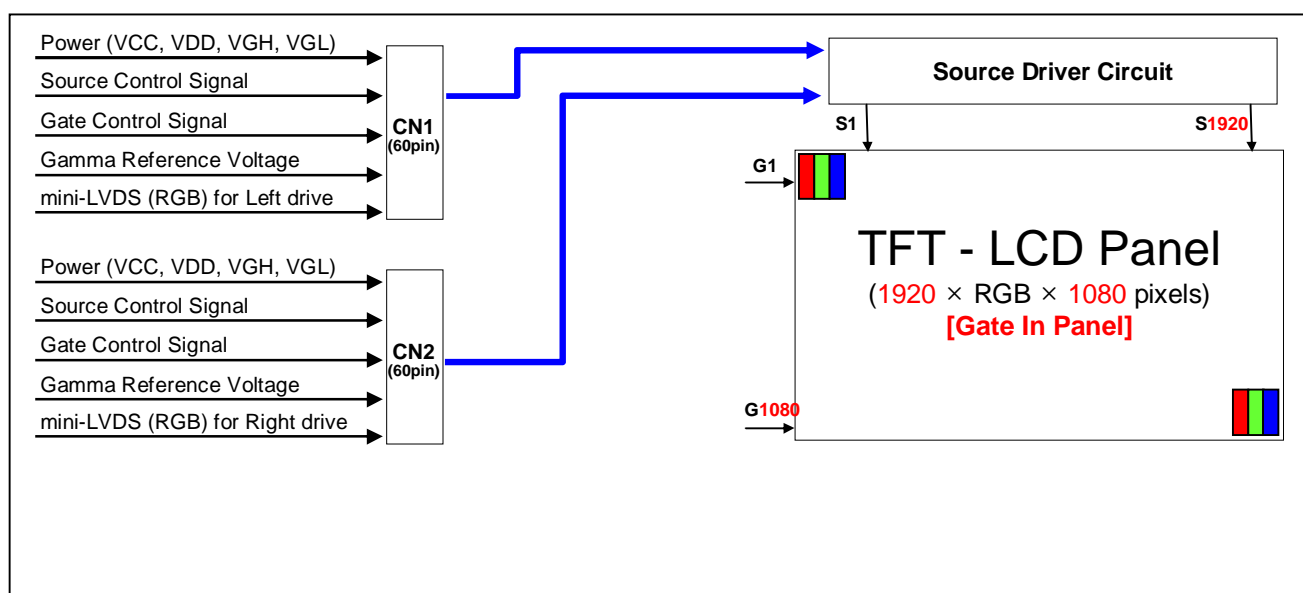 Power (VCC, VDD, VGH, VGL)
Source Control Signal
Gate Control Signal
Gamma Reference Voltage
mini-LVDS (RGB) for Left drive
CN1
(60pin)
Power (VCC, VDD, VGH, VGL)
Source Control Signal
Gate Control Signal
Gamma Reference Voltage
mini-LVDS (RGB) for Right drive
CN2
(60pin)
Source Driver Circuit
S1
S1920
G1
TFT - LCD Panel
(1920 × RGB × 1080 pixels)
[Gate In Panel]
G1080